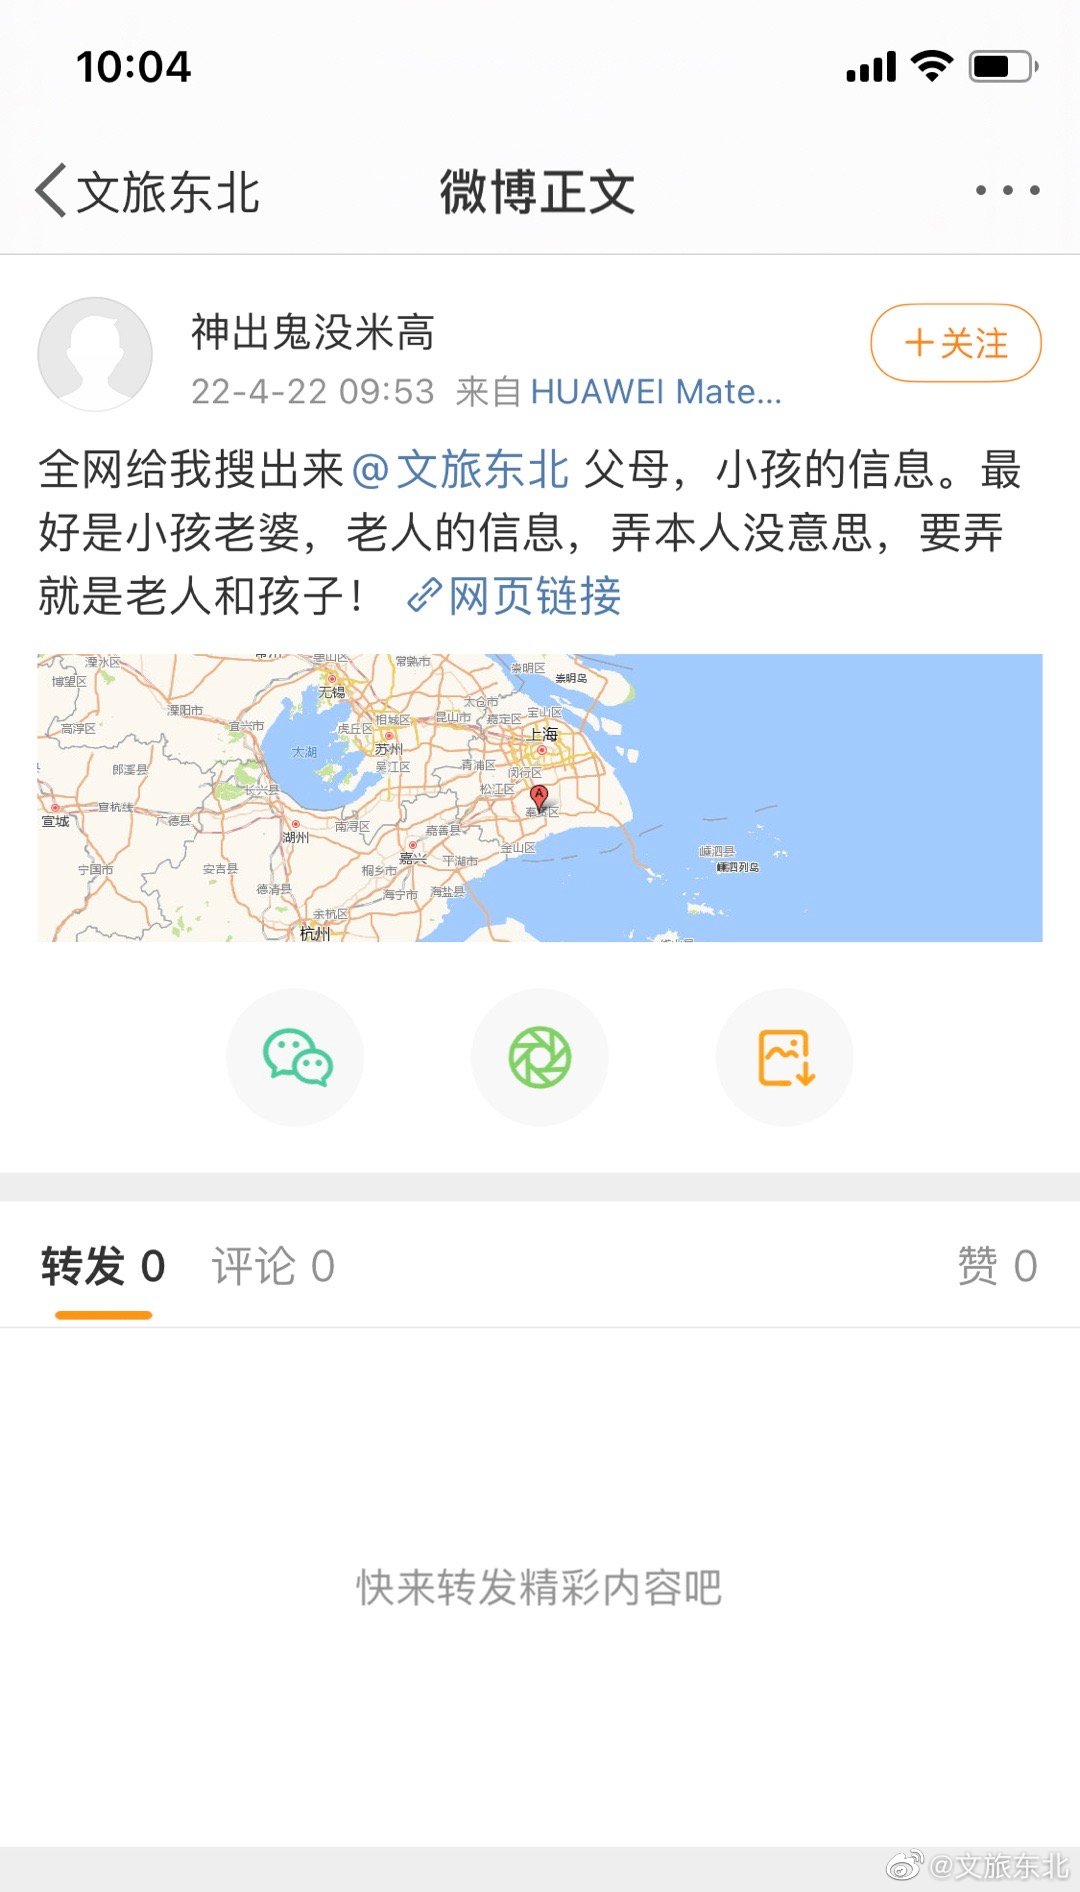 10:04
文旅东北
微博正文
神出鬼没米高
+关注
22-4-22 09:53 来自 HUAWEI Mate...
全网给我搜出来@文旅东北 父母，小孩的信息。最
好是小孩老婆，老人的信息，弄本人没意思，要弄
就是老人和孩子！ 网页链接
溧水区
惠山区
常熟市
崇明区
崇明岛
博望区
无锡
溧阳市
太仓市
宝山区
高淳区
宜兴市
虎丘区
相城区
昆山市
嘉定区
上海
太湖
苏州
郎溪县
吴江区
青浦区
闵行区
长兴县
松江区
A
宣城
宣杭线
广德县
湖州
南浔区
嘉善县
奉贤区
嘉兴
平湖市
金山区
嵊泗县
嵊泗列岛
宁国市
安吉县
桐乡市
德清县
海宁市
海盐县
余杭区
杭州
转发 0
评论 0
赞 0
快来转发精彩内容吧
@文旅东北